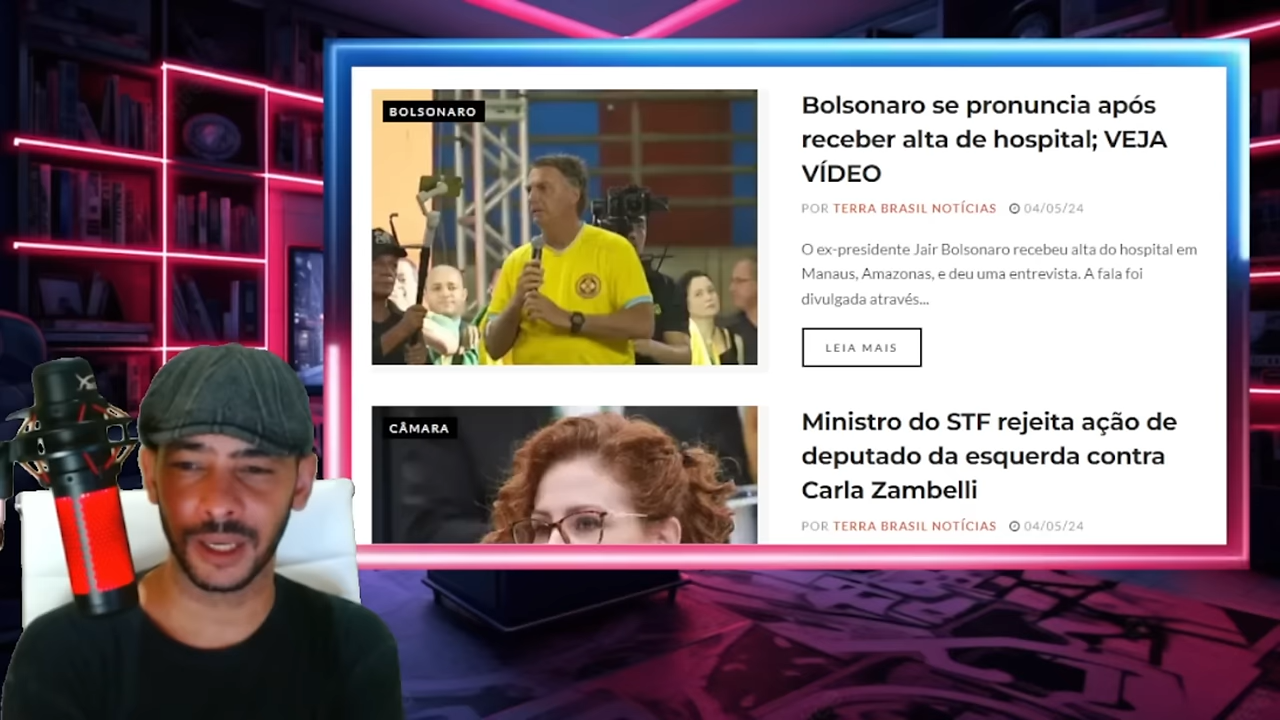 BOLSONARO
Bolsonaro se pronuncia após
receber alta de hospital; VEJA
VÍDEO
POR TERRA BRASIL NOTÍCIAS 04/05/24
O ex-presidente Jair Bolsonaro recebeu alta do hospital em
Manaus, Amazonas, e deu uma entrevista. A fala foi
divulgada através...
LEIA MAIS
CÂMARA
Ministro do STF rejeita ação de
deputado da esquerda contra
Carla Zambelli
POR TERRA BRASIL NOTÍCIAS 04/05/24